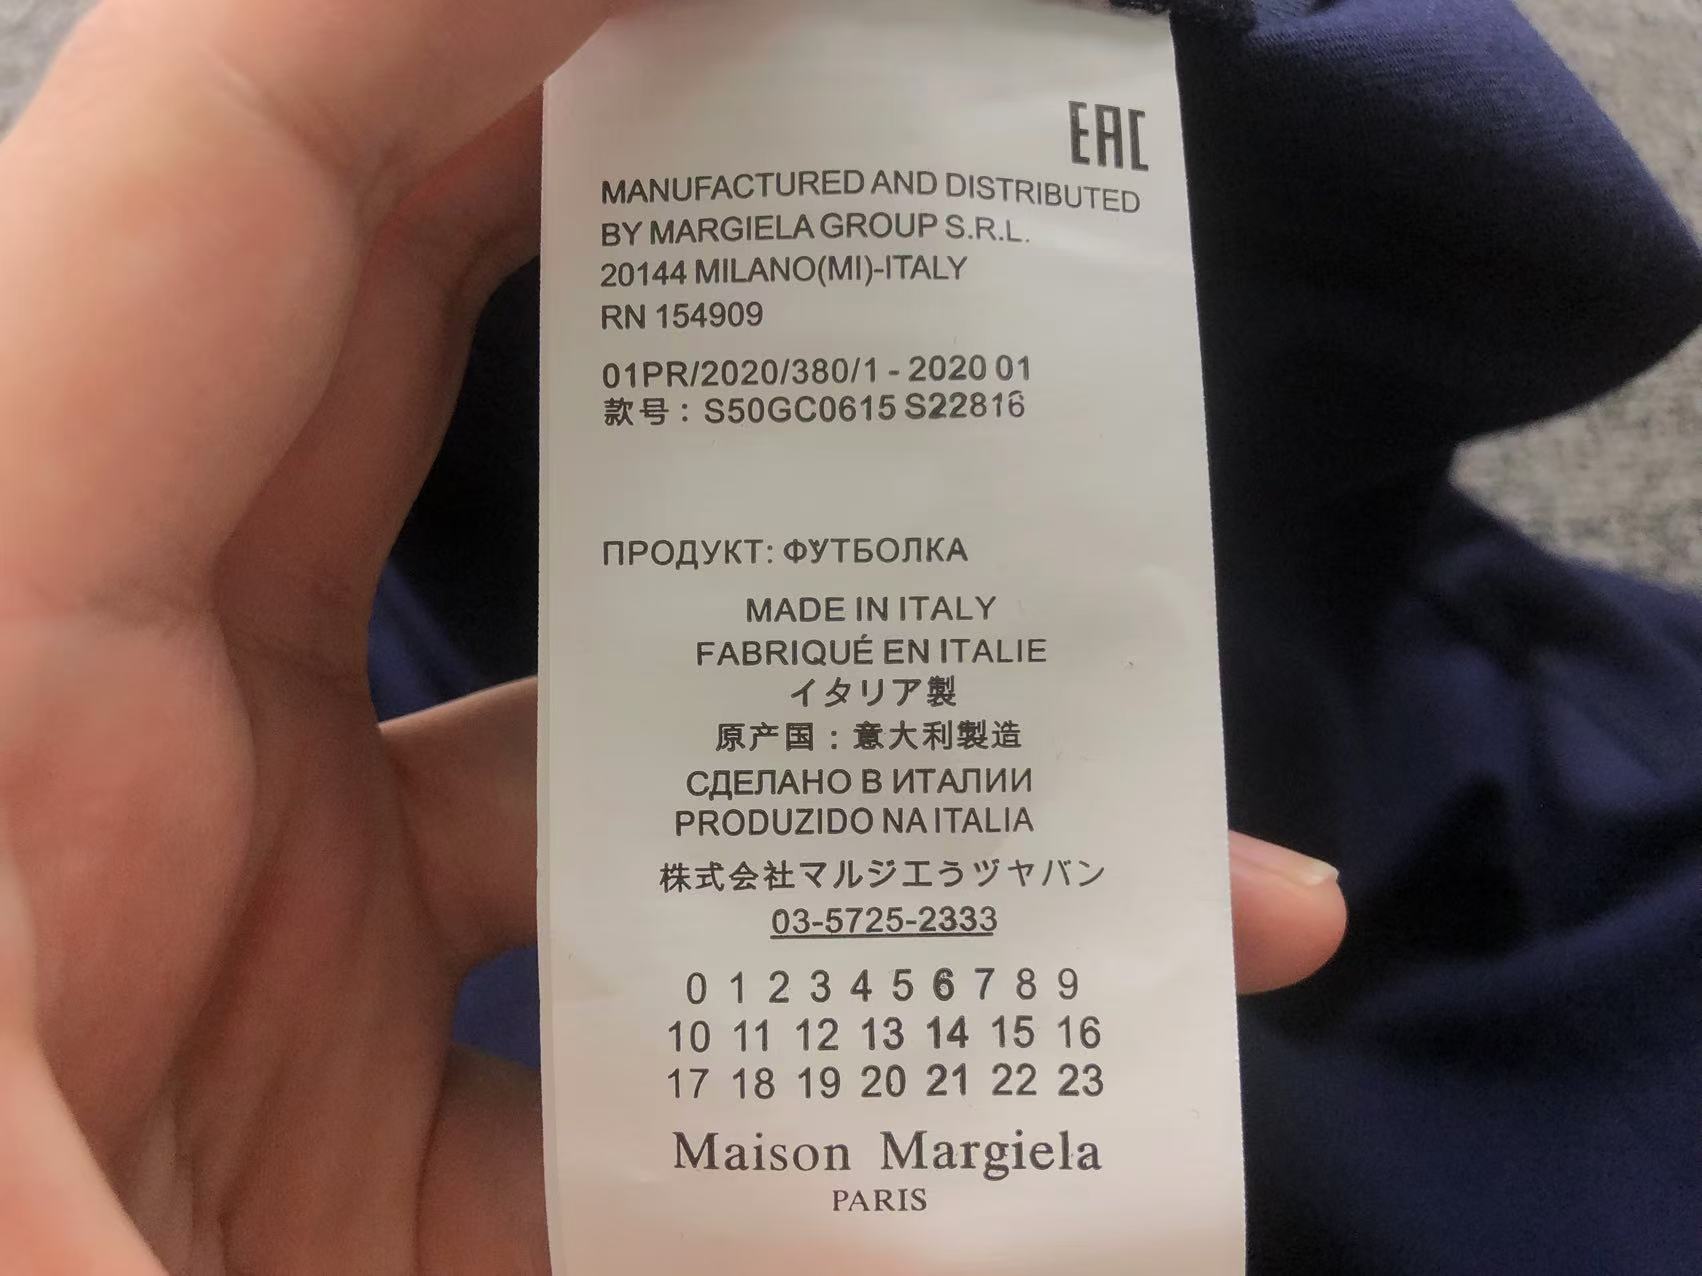 EAC
MANUFACTURED AND DISTRIBUTED
BY MARGIELA GROUP S.R.L.
20144 MILANO(MI)-ITALY
RN 154909
01PR/2020/380/1 - 2020 01
款号：S50GC0615 S22816
ПРОДУКТ: ФУТБОЛКА
MADE IN ITALY
FABRIQUÉ EN ITALIE
イタリア製
原产国：意大利製造
СДЕЛАНО В ИТАЛИИ
PRODUZIDO NA ITALIA
株式会社マルジエうヅヤバン
03-5725-2333
0 1 2 3 4 5 6 7 8 9
10 11 12 13 14 15 16
17 18 19 20 21 22 23
Maison Margiela
PARIS